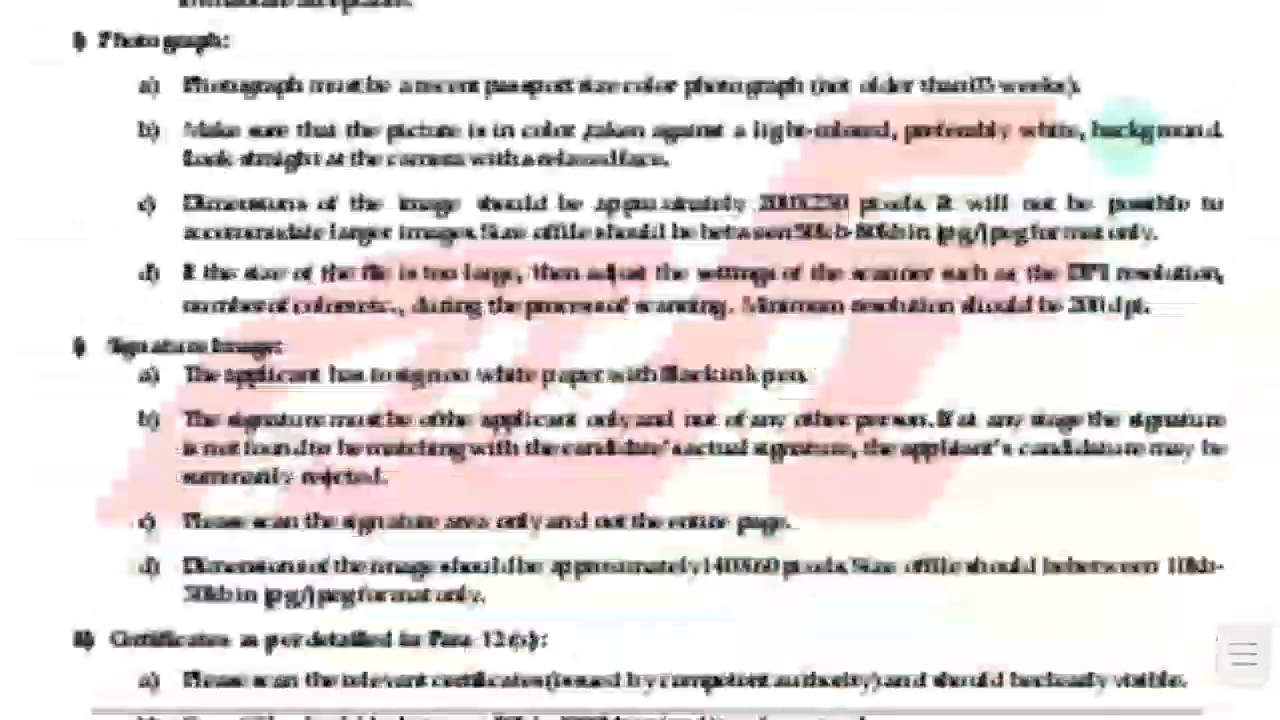 Photograph:
a) Photograph must be a recent passport size color photograph (not older than 03 weeks).
b) Make sure that the picture is in color, taken against a light-colored, preferably white, background.
Look straight at the camera with a relaxed face.
c) Dimensions of the image should be approximately 200X230 pixels. It will not be possible to
accommodate larger images. Size of file should be between 50kb-80kb in jpg/jpeg format only.
d) If the size of the file is too large, then adjust the settings of the scanner such as the DPI resolution,
number of colors etc., during the process of scanning. Minimum resolution should be 200 dpi.
Signature Image:
a) The applicant has to sign on white paper with Black ink pen.
b) The signature must be of the applicant only and not of any other person. If at any stage the signature
is not found to be matching with the candidate's actual signature, the applicant's candidature may be
summarily rejected.
c) Please scan the signature area only and not the entire page.
d) Dimensions of the image should be approximately 140X60 pixels. Size of file should be between 10kb-
in jpg/jpeg format only.
Certificates as per detailed in Para
a) Please scan the relevant certificates (issued by competent authority) and should be clearly visible.